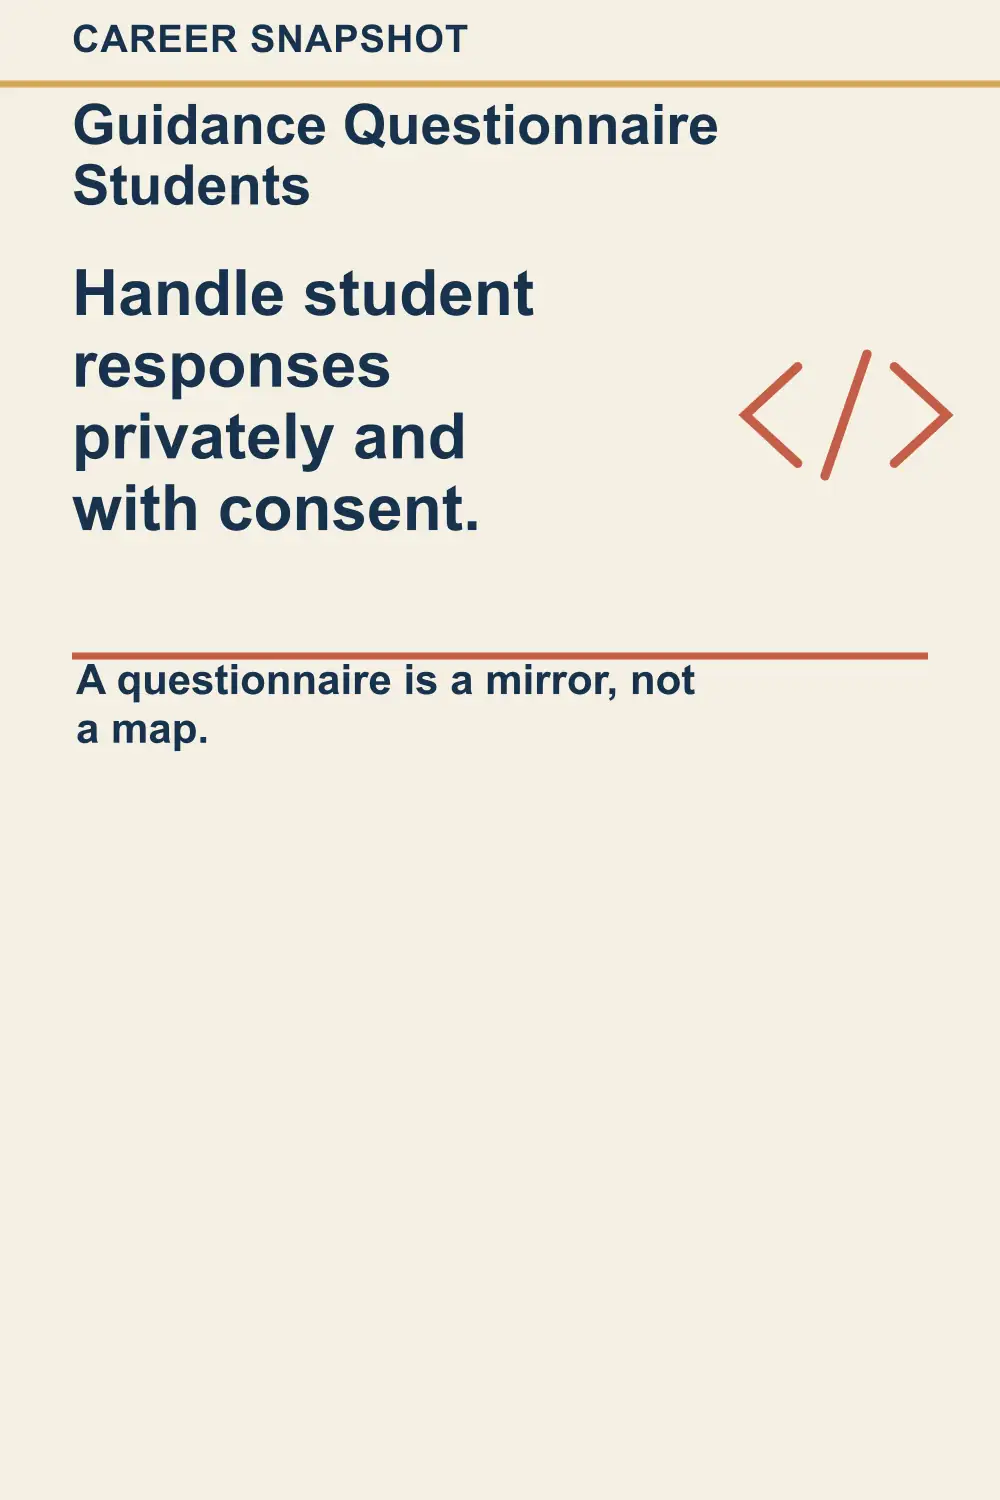 CAREER SNAPSHOT
Guidance Questionnaire
Students
Handle student
responses
privately and
with consent.
A questionnaire is a mirror, not
a map.